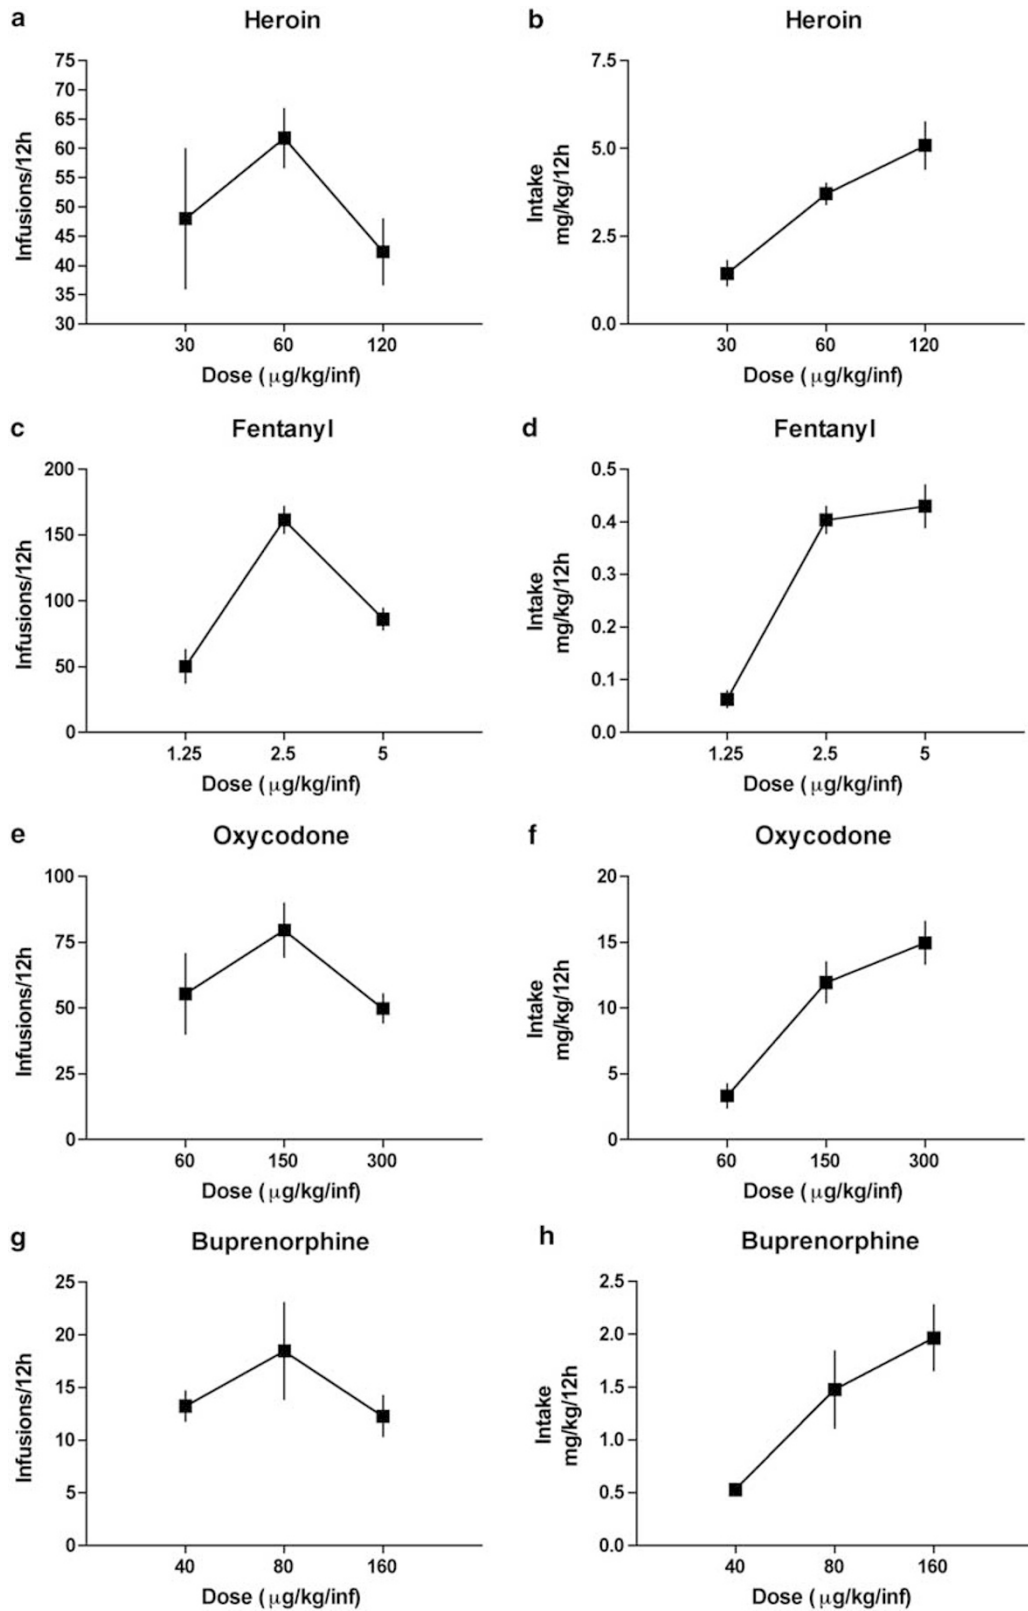 a Heroin
Infusions/12h
75
70
65
60
55
50
45
40
35
30
30 60 120
Dose ( μg/kg/inf)
b Heroin
Intake
mg/kg/12h
7.5
5.0
2.5
0.0
30 60 120
Dose ( μg/kg/inf)
c Fentanyl
Infusions/12h
200
150
100
50
0
1.25 2.5 5
Dose ( μg/kg/inf)
d Fentanyl
Intake
mg/kg/12h
0.5
0.4
0.3
0.2
0.1
0.0
1.25 2.5 5
Dose ( μg/kg/inf)
e Oxycodone
Infusions/12h
100
75
50
25
0
60 150 300
Dose ( μg/kg/inf)
f Oxycodone
Intake
mg/kg/12h
20
15
10
5
0
60 150 300
Dose ( μg/kg/inf)
g Buprenorphine
Infusions/12h
25
20
15
10
5
0
40 80 160
Dose ( μg/kg/inf)
h Buprenorphine
Intake
mg/kg/12h
2.5
2.0
1.5
1.0
0.5
0.0
40 80 160
Dose ( μg/kg/inf)